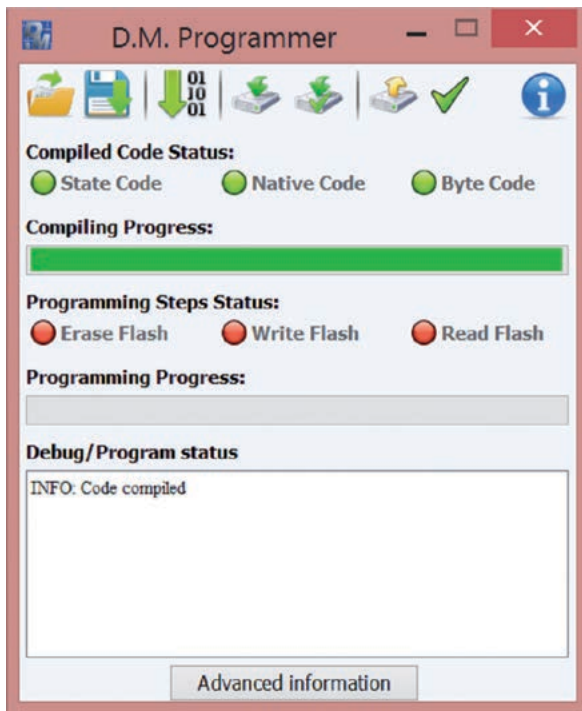 D.M. Programmer
01
10
01
Compiled Code Status:
State Code Native Code Byte Code
Compiling Progress:
Programming Steps Status:
Erase Flash Write Flash Read Flash
Programming Progress:
Debug/Program status
INFO: Code compiled
Advanced information